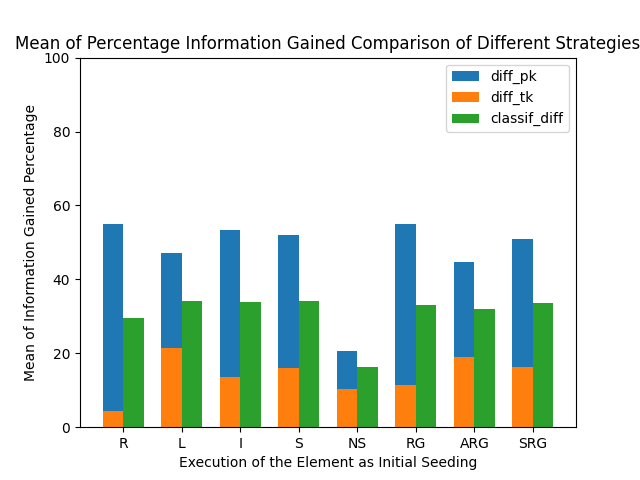 Mean of Percentage Information Gained Comparison of Different Strategies
100
80
60
40
20
0
Mean of Information Gained Percentage
diff_pk
diff_tk
classif_diff
R L I S NS RG ARG SRG
Execution of the Element as Initial Seeding